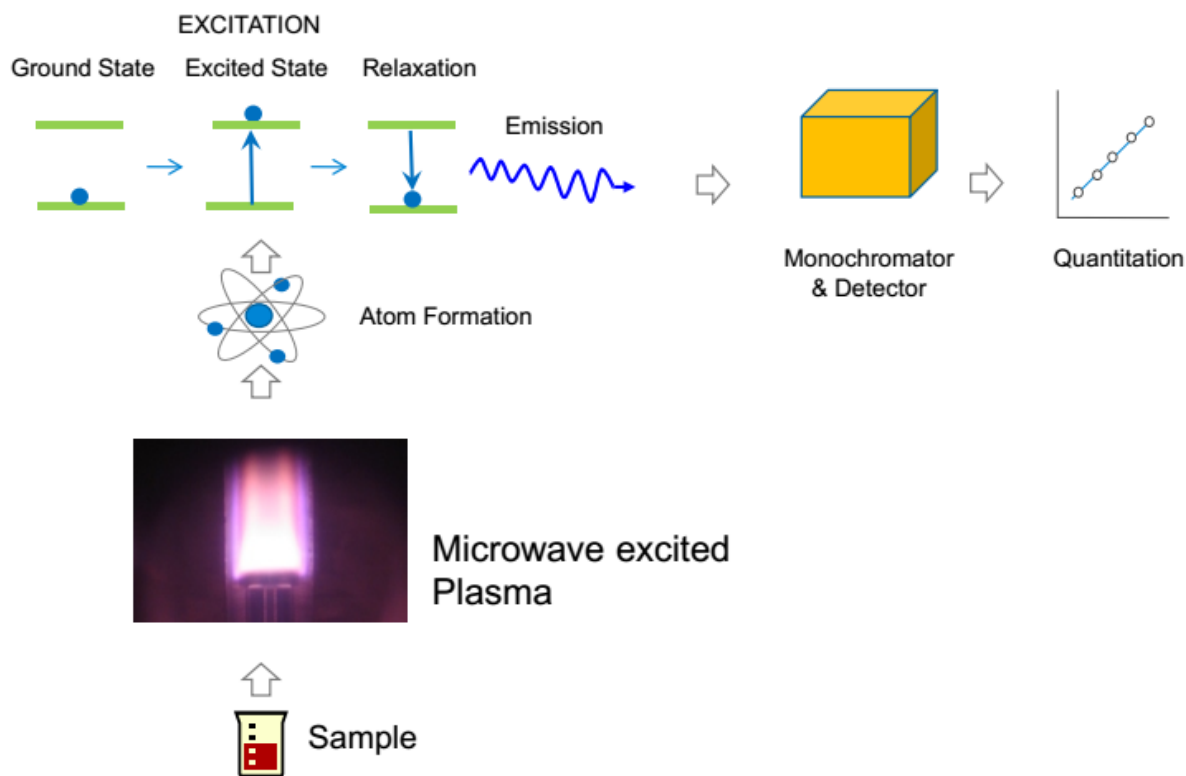 EXCITATION
Ground State
Excited State
Relaxation
Emission
Monochromator
& Detector
Quantitation
Atom Formation
Microwave excited
Plasma
Sample